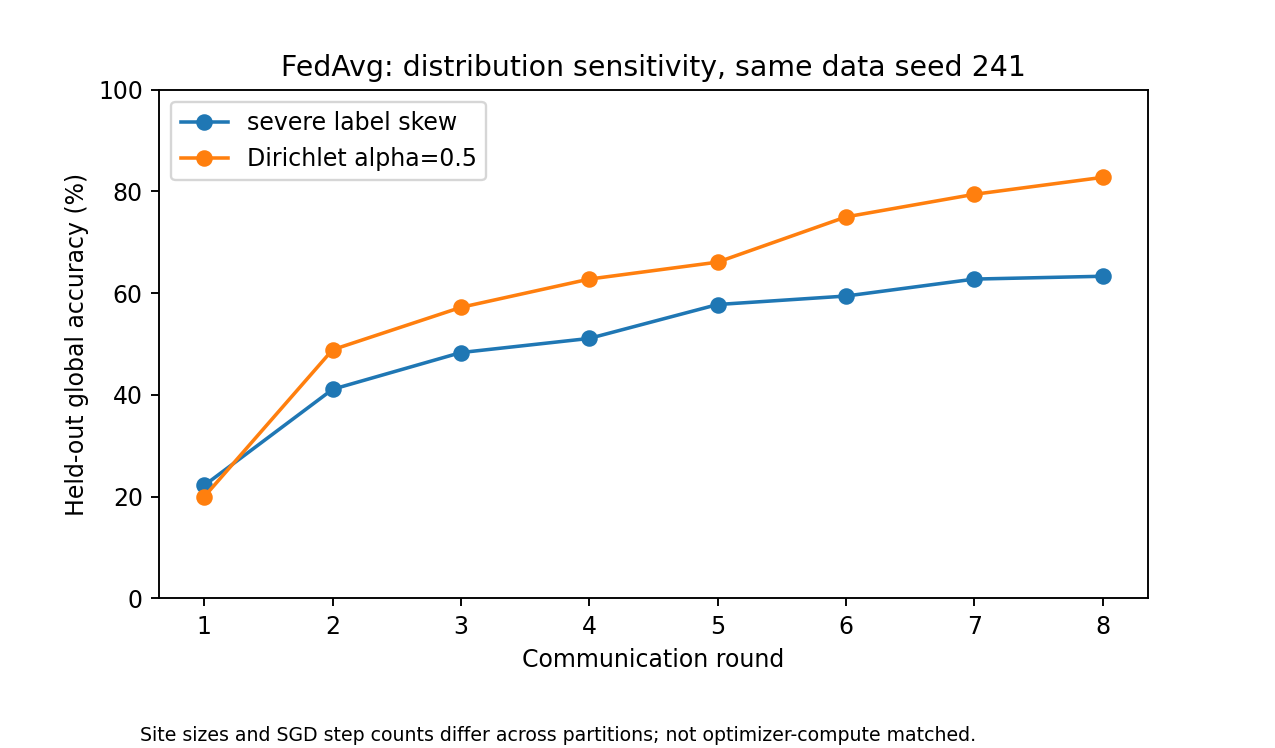 FedAvg: distribution sensitivity, same data seed 241
100
80
60
40
20
0
Held-out global accuracy (%)
severe label skew
Dirichlet alpha=0.5
1 2 3 4 5 6 7 8
Communication round
Site sizes and SGD step counts differ across partitions; not optimizer-compute matched.